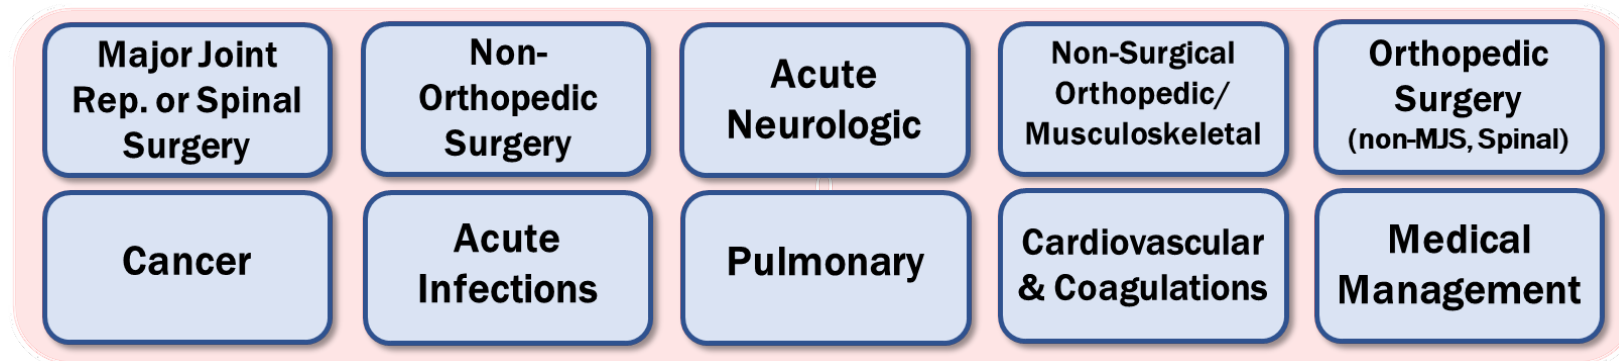 Major Joint
Rep. or Spinal
Surgery
Non-
Orthopedic
Surgery
Acute
Neurologic
Non-Surgical
Orthopedic/
Musculoskeletal
Orthopedic
Surgery
(non-MJS, Spinal)
Cancer
Acute
Infections
Pulmonary
Cardiovascular
& Coagulations
Medical
Management